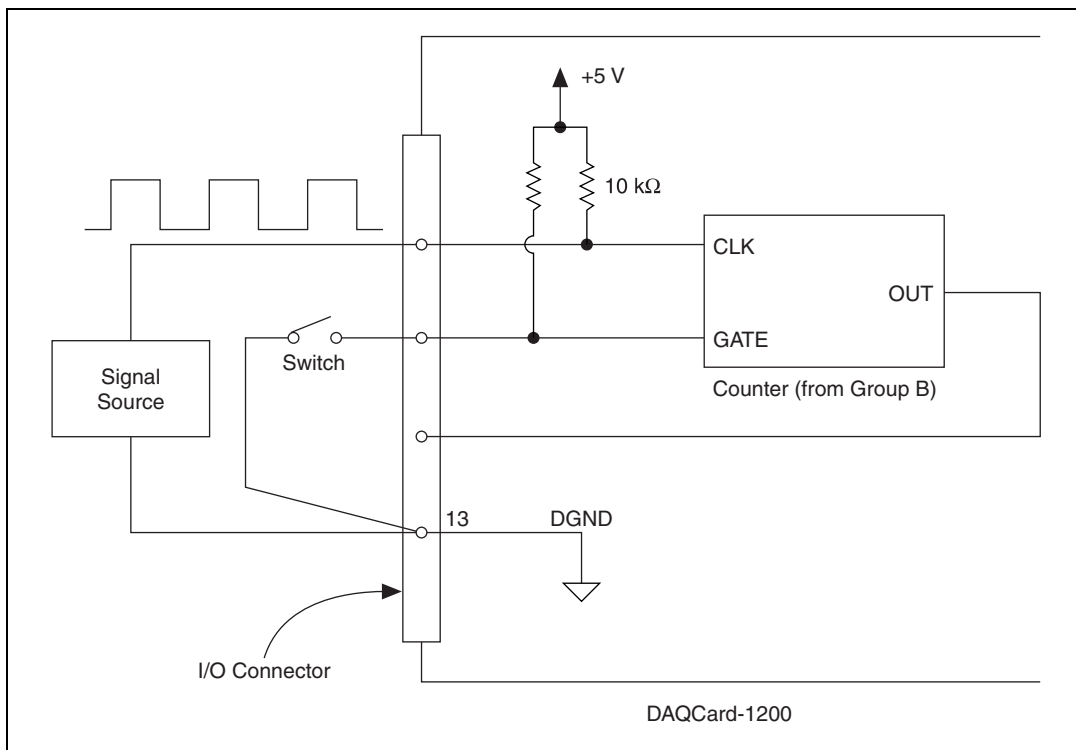 +5 V
10 kΩ
CLK
OUT
Switch
GATE
Signal
Source
Counter (from Group B)
13
DGND
I/O Connector
DAQCard-1200